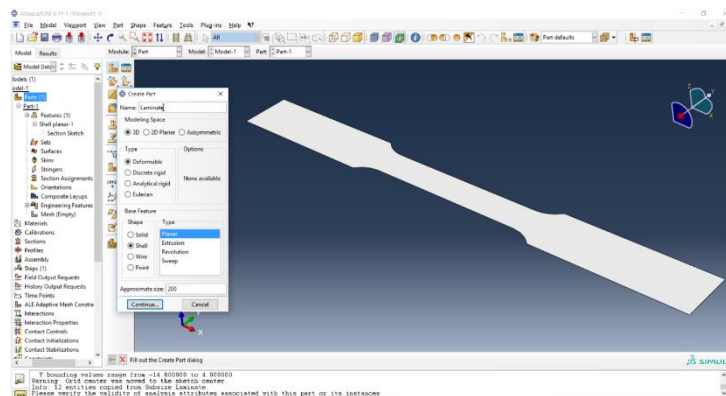 Abaqus/CAE 6.14-1 [Viewport: 1]
File Model Viewport View Part Shape Feature Tools Plug-ins Help
All Part defaults
Model Results Module: Part Model: Model-1 Part: Part-1
Model Data
odels (1)
odel-1
Parts (1)
Part-1
Features (1)
Shell planar-1
Section Sketch
Sets
Surfaces
Skins
Stringers
Section Assignments
Orientations
Composite Layups
Engineering Features
Mesh (Empty)
Materials
Calibrations
Sections
Profiles
Assembly
Steps (1)
Field Output Requests
History Output Requests
Time Points
ALE Adaptive Mesh Constra
Interactions
Interaction Properties
Contact Controls
Contact Initializations
Contact Stabilizations
Constraints
Create Part
Name: Laminate
Modeling Space
3D 2D Planar Axisymmetric
Type Options
Deformable
Discrete rigid
Analytical rigid
Eulerian
None available
Base Feature
Shape Type
Solid Planar
Shell Extrusion
Wire Revolution
Point Sweep
Approximate size: 200
Continue... Cancel
Z
Y
X
X
Fill out the Create Part dialog
SIMUL
Y bounding values range from -14.800000 to 4.000000
Warning: Grid center was moved to the sketch center.
Info: 12 entities copied from Subsize Laminate.
Please verify the validity of analysis attributes associated with this part or its instances